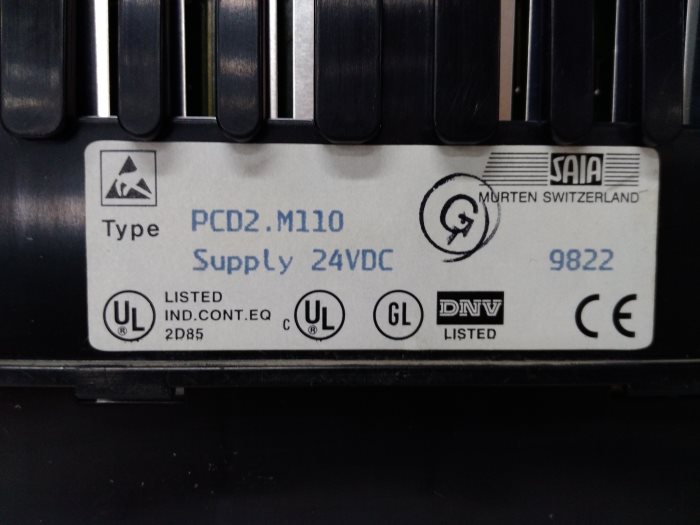 SAIA
MURTEN SWITZERLAND
Type PCD2.M110
G
Supply 24VDC 9822
UL LISTED
IND.CONT.EQ
2D85
C UL
GL
DNV
LISTED
CE